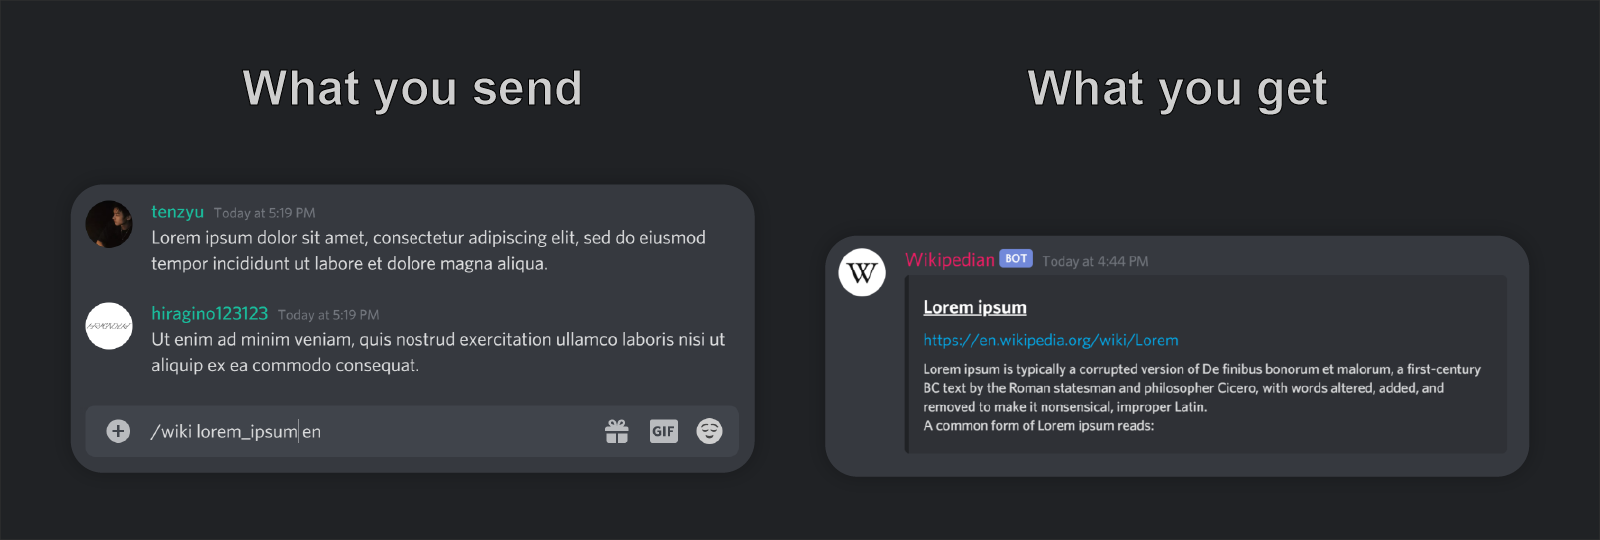 What you send
What you get
tenzyu Today at 5:19 PM
Lorem ipsum dolor sit amet, consectetur adipiscing elit, sed do eiusmod
tempor incididunt ut labore et dolore magna aliqua.
hiragino123123 Today at 5:19 PM
Ut enim ad minim veniam, quis nostrud exercitation ullamco laboris nisi ut
aliquip ex ea commodo consequat.
/wiki lorem_ipsum en
GIF
W
Wikipedian BOT Today at 4:44 PM
Lorem ipsum
https://en.wikipedia.org/wiki/Lorem
Lorem ipsum is typically a corrupted version of De finibus bonorum et malorum, a first-century
BC text by the Roman statesman and philosopher Cicero, with words altered, added, and
removed to make it nonsensical, improper Latin.
A common form of Lorem ipsum reads: